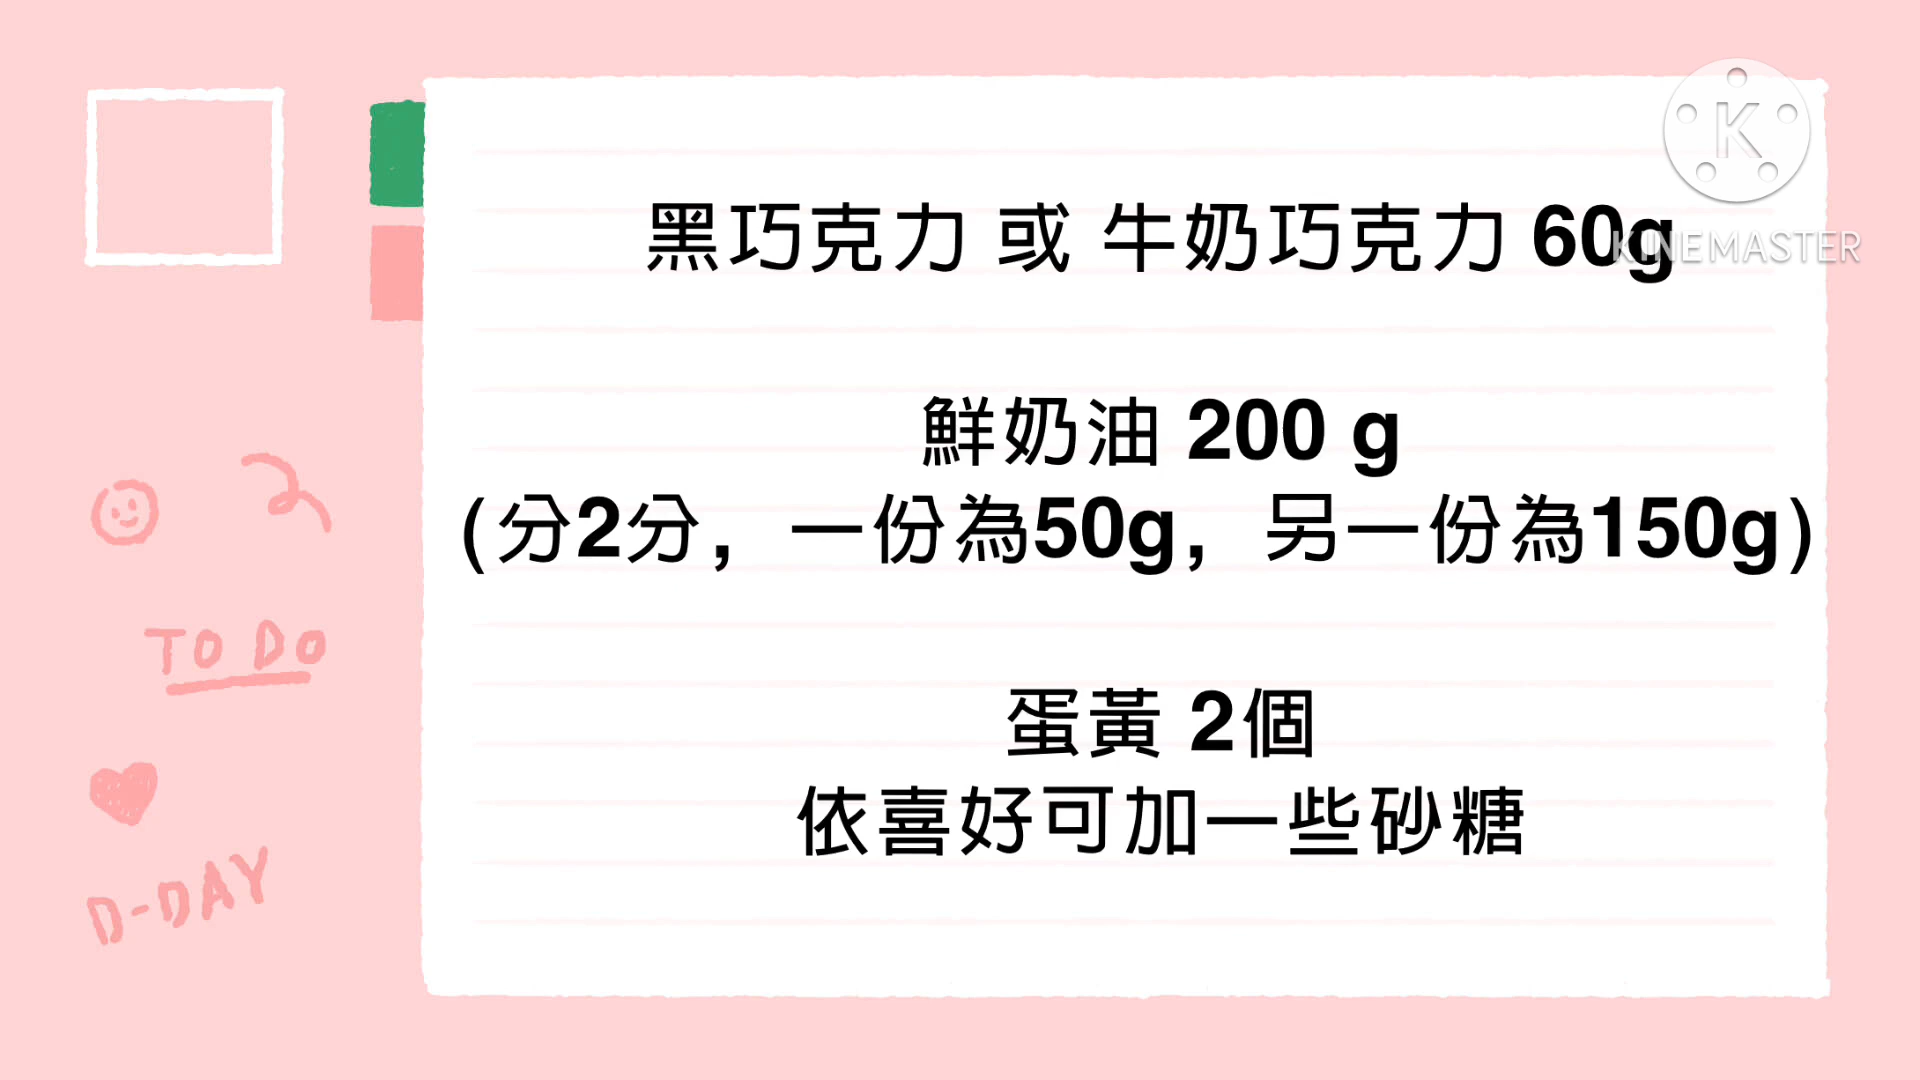 K
KINEMASTER
黑巧克力 或 牛奶巧克力 60g
鮮奶油 200 g
(分2分，一份為50g，另一份為150g)
蛋黃 2個
依喜好可加一些砂糖
TO DO
D-DAY